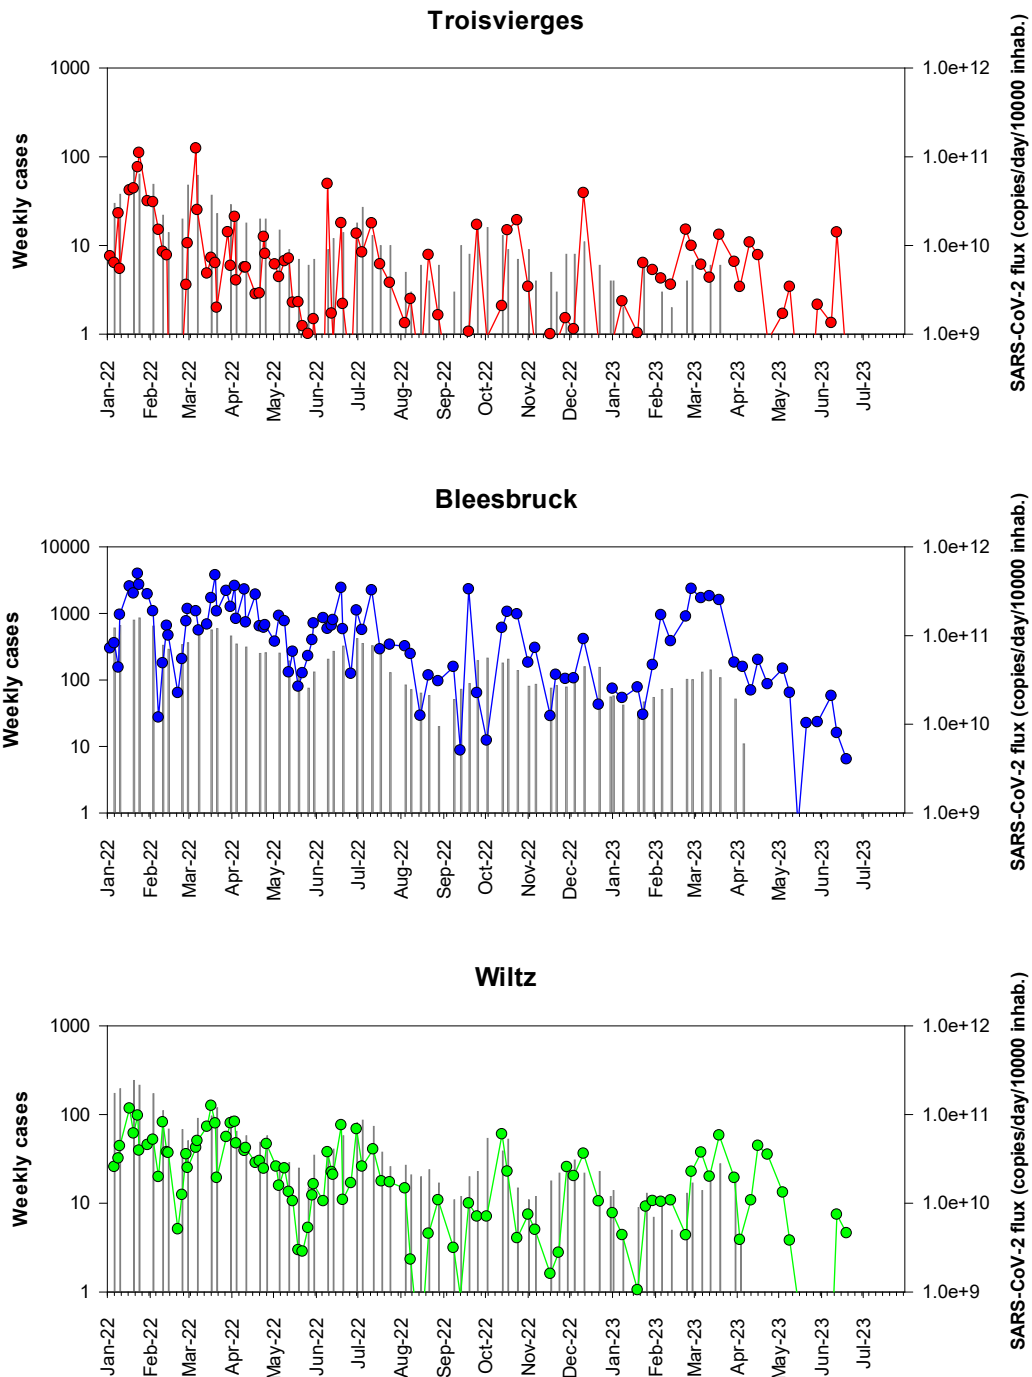 Troisvierges
1000
100
10
1
Weekly cases
1.0e+12
1.0e+11
1.0e+10
1.0e+9
SARS-CoV-2 flux (copies/day/10000 inhab.)
Jan-22
Feb-22
Mar-22
Apr-22
May-22
Jun-22
Jul-22
Aug-22
Sep-22
Oct-22
Nov-22
Dec-22
Jan-23
Feb-23
Mar-23
Apr-23
May-23
Jun-23
Jul-23
Bleesbruck
10000
1000
100
10
1
Weekly cases
1.0e+12
1.0e+11
1.0e+10
1.0e+9
SARS-CoV-2 flux (copies/day/10000 inhab.)
Jan-22
Feb-22
Mar-22
Apr-22
May-22
Jun-22
Jul-22
Aug-22
Sep-22
Oct-22
Nov-22
Dec-22
Jan-23
Feb-23
Mar-23
Apr-23
May-23
Jun-23
Jul-23
Wiltz
1000
100
10
1
Weekly cases
1.0e+12
1.0e+11
1.0e+10
1.0e+9
SARS-CoV-2 flux (copies/day/10000 inhab.)
Jan-22
Feb-22
Mar-22
Apr-22
May-22
Jun-22
Jul-22
Aug-22
Sep-22
Oct-22
Nov-22
Dec-22
Jan-23
Feb-23
Mar-23
Apr-23
May-23
Jun-23
Jul-23